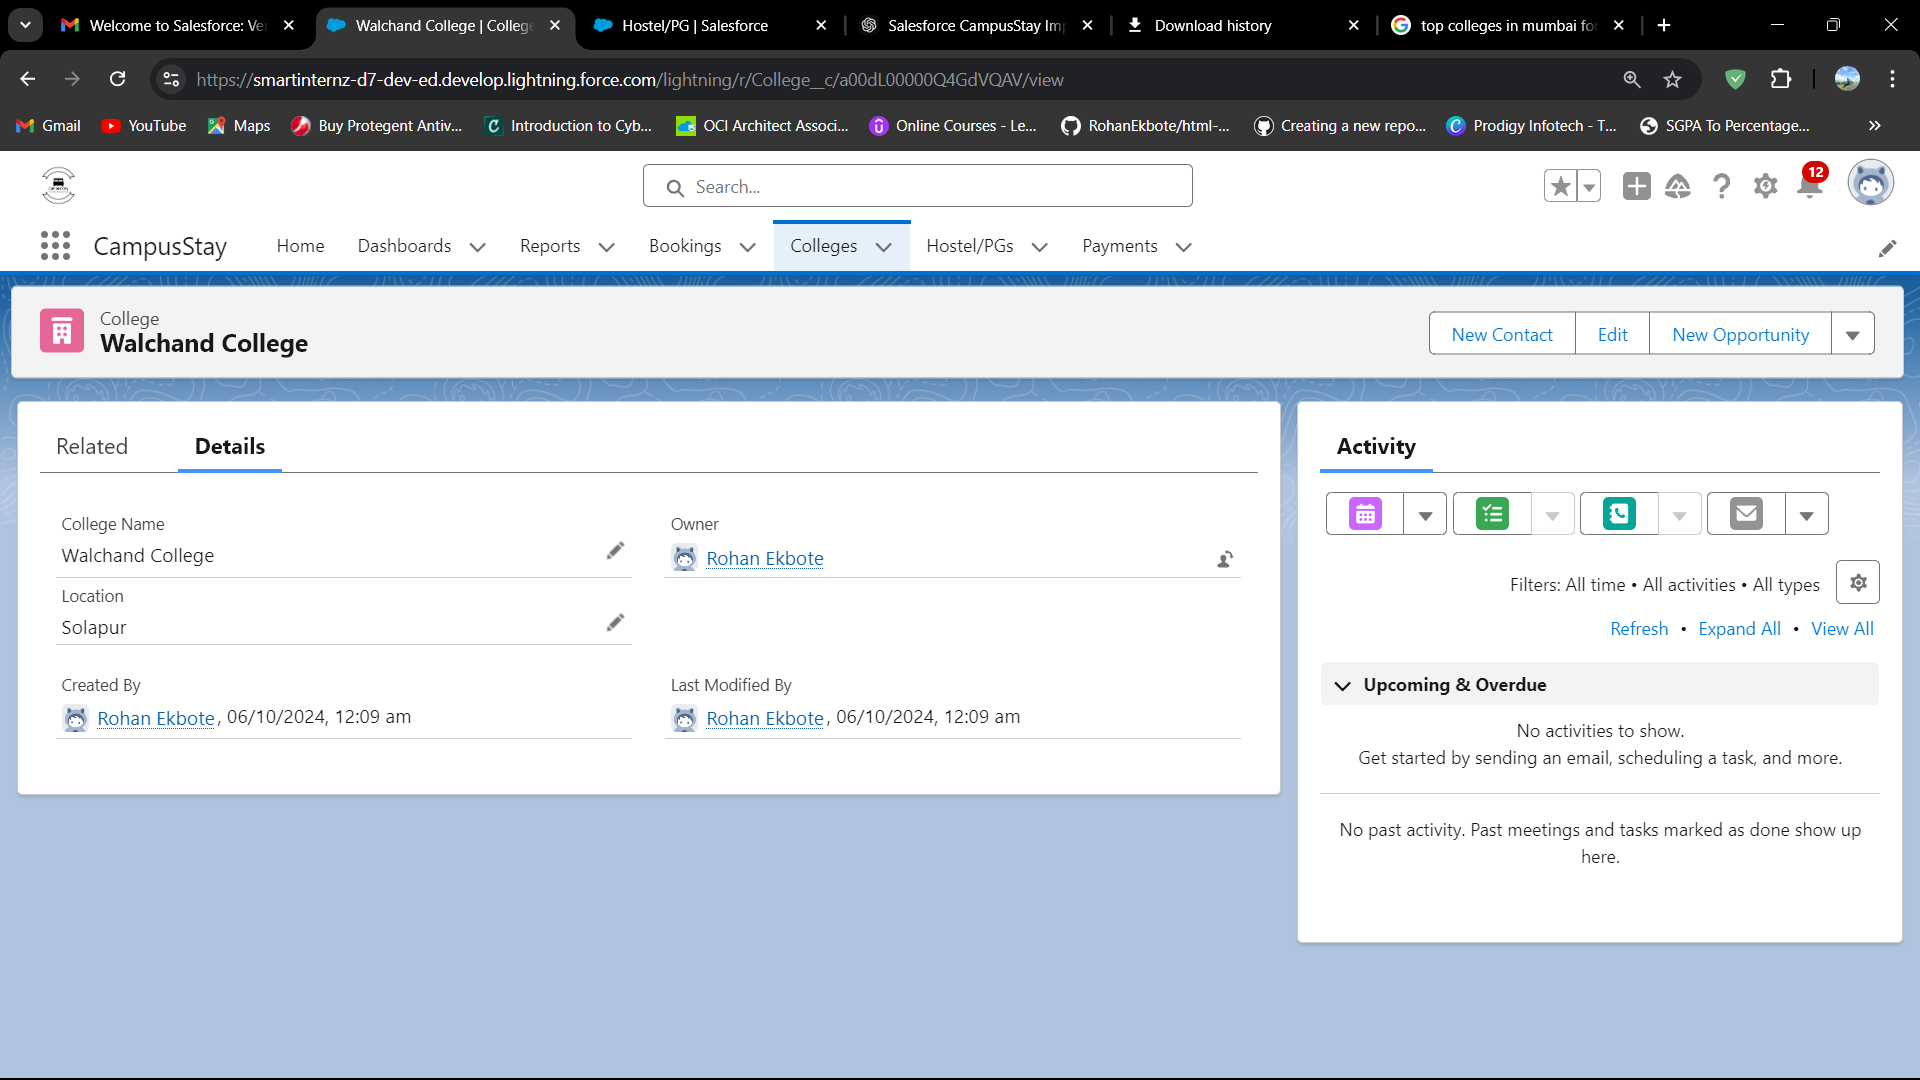 Welcome to Salesforce: Ve
Walchand College | College
Hostel/PG | Salesforce
Salesforce CampusStay Im
Download history
top colleges in mumbai fo
https://smartinternz-d7-dev-ed.develop.lightning.force.com/lightning/r/College__c/a00dL00000Q4GdVQAV/view
Gmail
YouTube
Maps
Buy Protegent Antiv...
Introduction to Cyb...
OCI Architect Associ...
Online Courses - Le...
RohanEkbote/html-...
Creating a new repo...
Prodigy Infotech - T...
SGPA To Percentage...
Search...
12
CampusStay
Home
Dashboards
Reports
Bookings
Colleges
Hostel/PGs
Payments
College
Walchand College
New Contact
Edit
New Opportunity
Related
Details
College Name
Walchand College
Owner
Rohan Ekbote
Location
Solapur
Created By
Rohan Ekbote, 06/10/2024, 12:09 am
Last Modified By
Rohan Ekbote, 06/10/2024, 12:09 am
Activity
Filters: All time • All activities • All types
Refresh • Expand All • View All
Upcoming & Overdue
No activities to show.
Get started by sending an email, scheduling a task, and more.
No past activity. Past meetings and tasks marked as done show up
here.